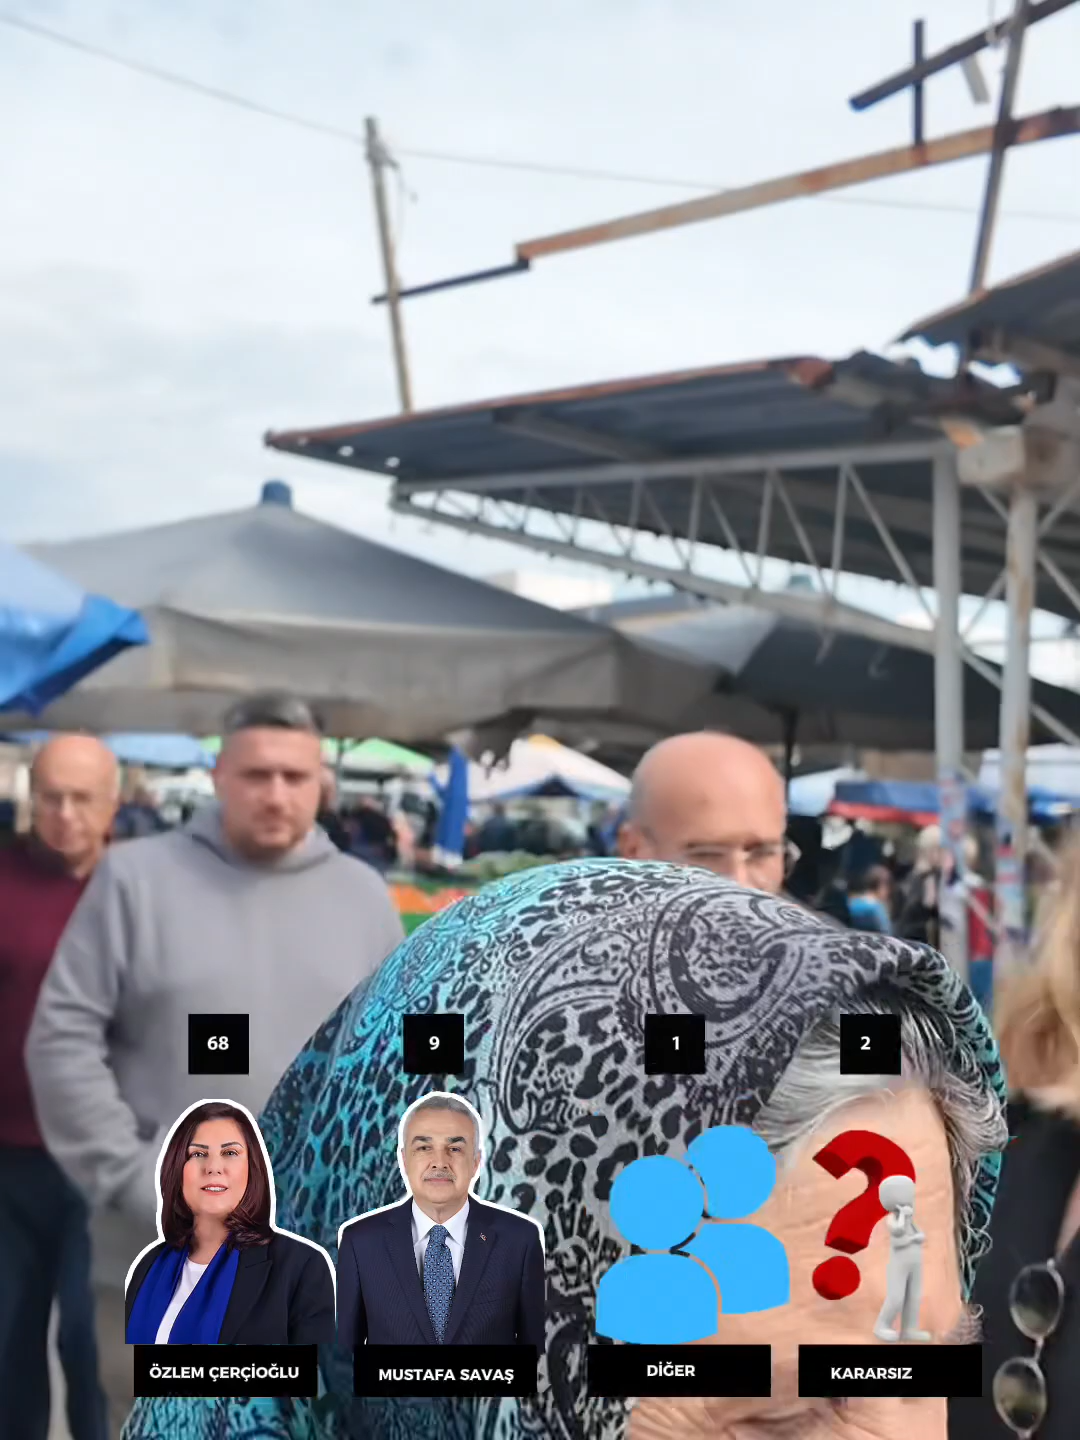 68
9
1
2
ÖZLEM ÇERÇİOĞLU
MUSTAFA SAVAŞ
DİĞER
KARARSIZ